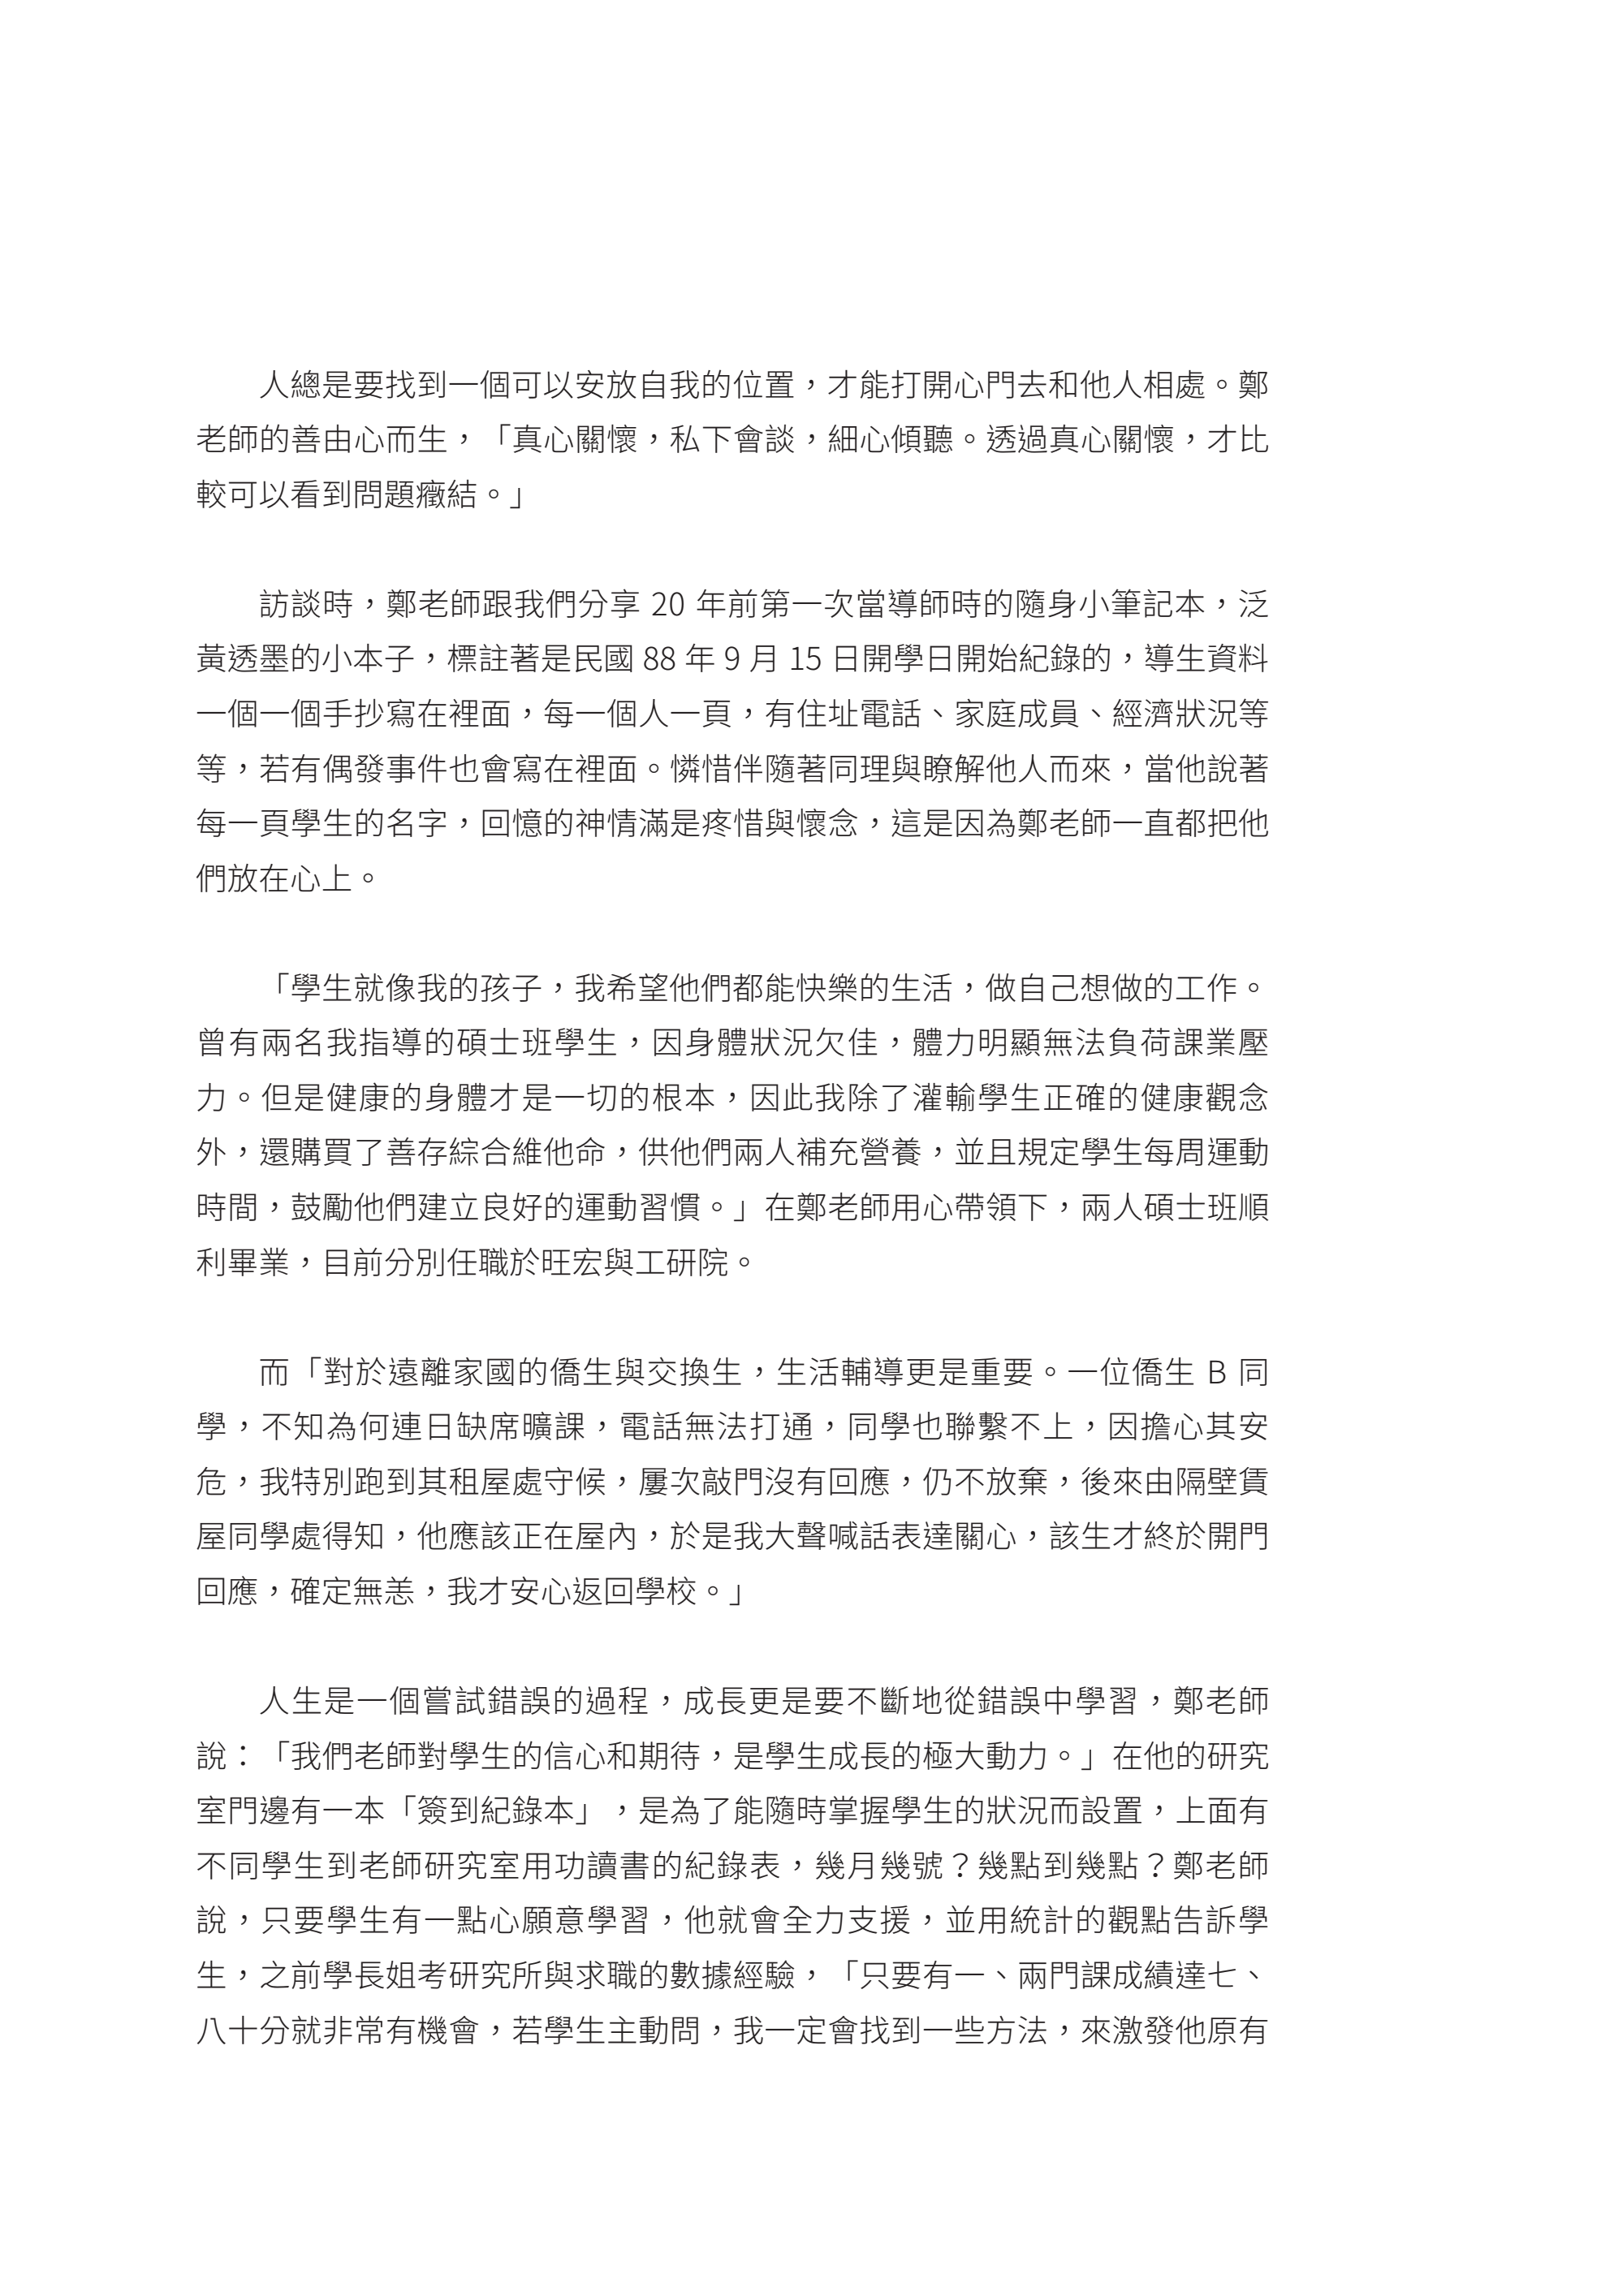 人總是要找到一個可以安放自我的位置，才能打開心門去和他人相處。鄭
老師的善由心而生，「真心關懷，私下會談，細心傾聽。透過真心關懷，才比
較可以看到問題癥結。」
訪談時，鄭老師跟我們分享 20 年前第一次當導師時的隨身小筆記本，泛
黃透墨的小本子，標註著是民國 88 年 9 月 15 日開學日開始紀錄的，導生資料
一個一個手抄寫在裡面，每一個人一頁，有住址電話、家庭成員、經濟狀況等
等，若有偶發事件也會寫在裡面。憐惜伴隨著同理與瞭解他人而來，當他說著
每一頁學生的名字，回憶的神情滿是疼惜與懷念，這是因為鄭老師一直都把他
們放在心上。
「學生就像我的孩子，我希望他們都能快樂的生活，做自己想做的工作。
曾有兩名我指導的碩士班學生，因身體狀況欠佳，體力明顯無法負荷課業壓
力。但是健康的身體才是一切的根本，因此我除了灌輸學生正確的健康觀念
外，還購買了善存綜合維他命，供他們兩人補充營養，並且規定學生每周運動
時間，鼓勵他們建立良好的運動習慣。」在鄭老師用心帶領下，兩人碩士班順
利畢業，目前分別任職於旺宏與工研院。
而「對於遠離家國的僑生與交換生，生活輔導更是重要。一位僑生 B 同
學，不知為何連日缺席曠課，電話無法打通，同學也聯繫不上，因擔心其安
危，我特別跑到其租屋處守候，屢次敲門沒有回應，仍不放棄，後來由隔壁賃
屋同學處得知，他應該正在屋內，於是我大聲喊話表達關心，該生才終於開門
回應，確定無恙，我才安心返回學校。」
人生是一個嘗試錯誤的過程，成長更是要不斷地從錯誤中學習，鄭老師
說：「我們老師對學生的信心和期待，是學生成長的極大動力。」在他的研究
室門邊有一本「簽到紀錄本」，是為了能隨時掌握學生的狀況而設置，上面有
不同學生到老師研究室用功讀書的紀錄表，幾月幾號？幾點到幾點？鄭老師
說，只要學生有一點心願意學習，他就會全力支援，並用統計的觀點告訴學
生，之前學長姐考研究所與求職的數據經驗，「只要有一、兩門課成績達七、
八十分就非常有機會，若學生主動問，我一定會找到一些方法，來激發他原有